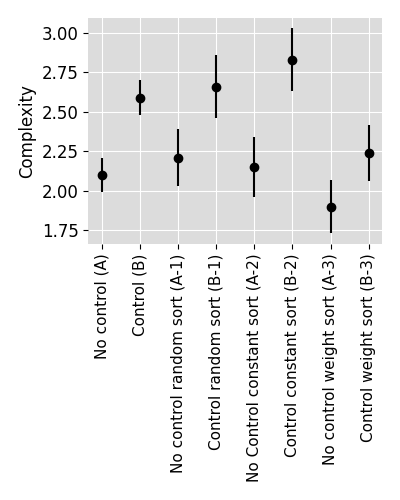 3.00
2.75
2.50
2.25
2.00
1.75
Complexity
No control (A)
Control (B)
No control random sort (A-1)
Control random sort (B-1)
No Control constant sort (A-2)
Control constant sort (B-2)
No control weight sort (A-3)
Control weight sort (B-3)